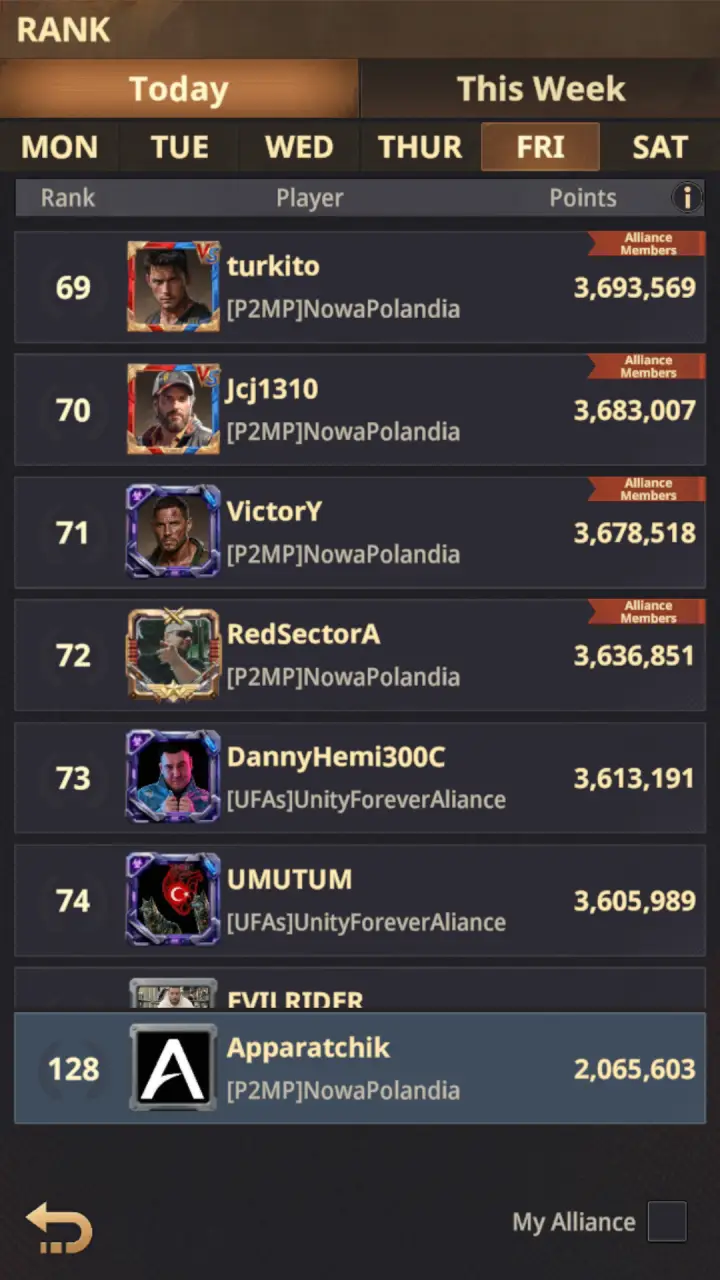 RANK
Today
This Week
MON
TUE
WED
THUR
FRI
SAT
Rank
Player
Points
Alliance
Members
69
turkito
3,693,569
[P2MP]NowaPolandia
Alliance
Members
70
Jcj1310
3,683,007
[P2MP]NowaPolandia
Alliance
Members
71
VictorY
3,678,518
[P2MP]NowaPolandia
Alliance
Members
72
RedSectorA
3,636,851
[P2MP]NowaPolandia
73
DannyHemi300C
3,613,191
[UFAs]UnityForeverAliance
74
UMUTUM
3,605,989
[UFAs]UnityForeverAliance
EVILRIDER
128
Apparatchik
2,065,603
[P2MP]NowaPolandia
My Alliance